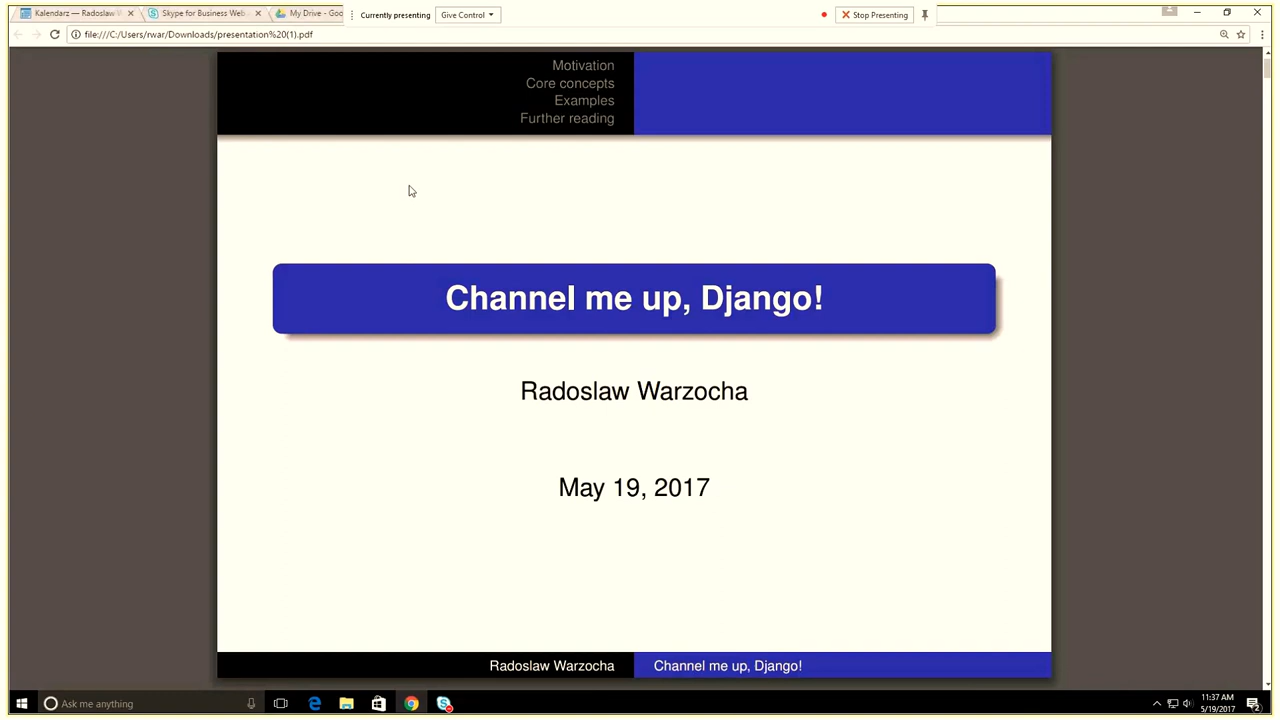 Kalendarz — Radoslaw W
Skype for Business Web
My Drive - Goo
Currently presenting
Give Control
Stop Presenting
file:///C:/Users/rwar/Downloads/presentation%20(1).pdf
Motivation
Core concepts
Examples
Further reading
Channel me up, Django!
Radoslaw Warzocha
May 19, 2017
Radoslaw Warzocha
Channel me up, Django!
Ask me anything
11:37 AM
5/19/2017
2